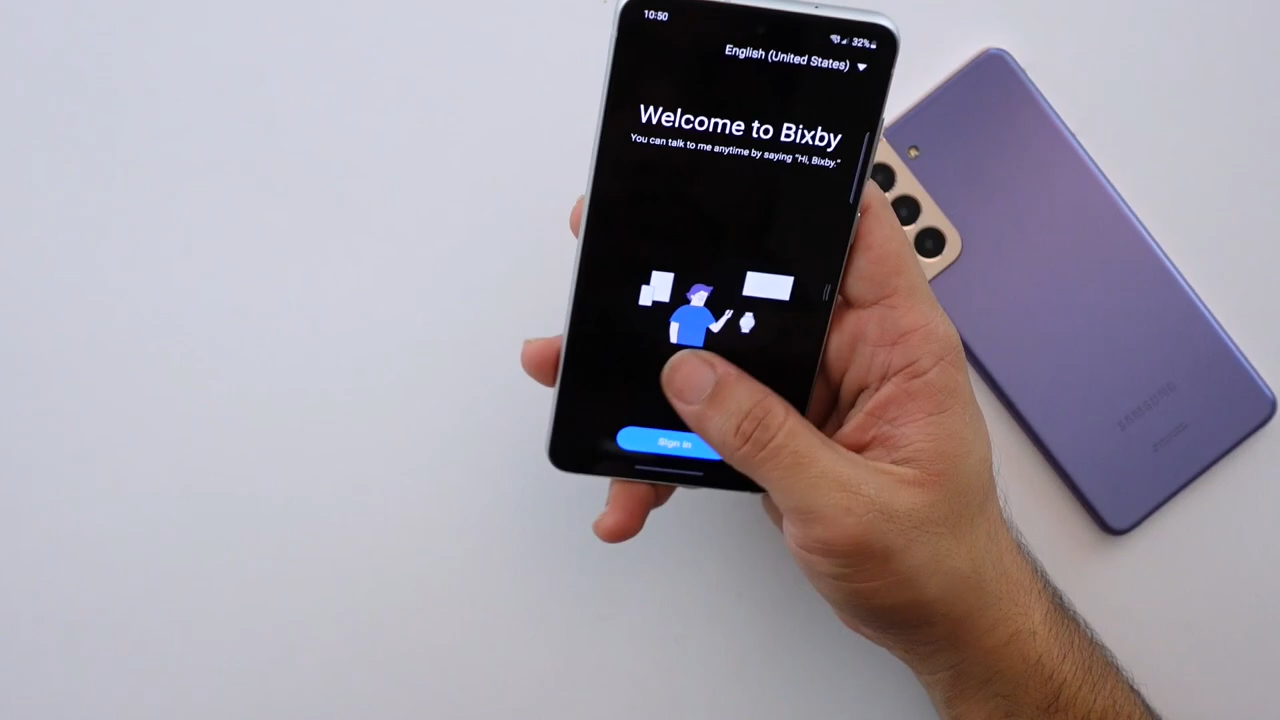 10:50
32%
English (United States)
Welcome to Bixby
You can talk to me anytime by saying "Hi, Bixby."
Sign in
SAMSUNG